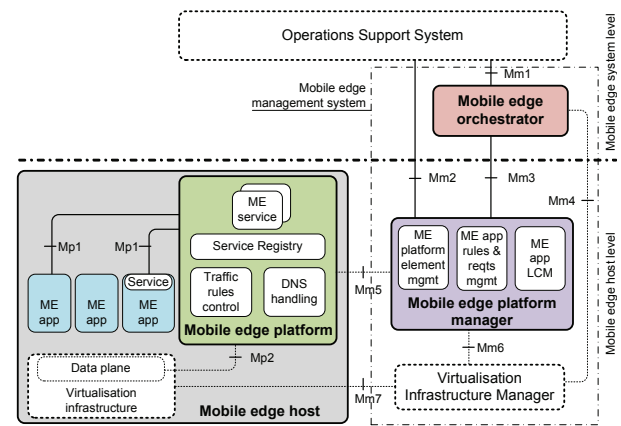 Operations Support System
Mobile edge
management system
Mm1
Mobile edge
orchestrator
Mobile edge system level
Mm2
Mm3
Mm4
ME
service
Service Registry
Traffic
rules
control
DNS
handling
Mobile edge platform
Mp1
Mp1
ME
app
ME
app
Service
ME
app
Mm5
ME
platform
element
mgmt
ME app
rules &
reqts
mgmt
ME
app
LCM
Mobile edge platform
manager
Mobile edge host level
Mp2
Mm6
Data plane
Virtualisation
infrastructure
Mobile edge host
Mm7
Virtualisation
Infrastructure Manager